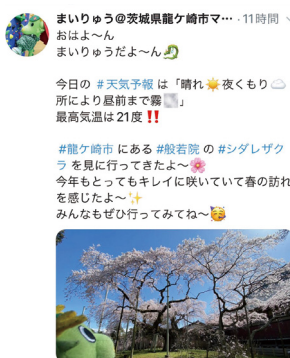 まいりゅう@茨城県龍ケ崎市マ… · 11時間
おはよ〜ん
まいりゅうだよ〜ん🐉
今日の #天気予報 は「晴れ☀️夜くもり☁️
所により昼前まで霧🌫️」
最高気温は21度‼️
#龍ケ崎市 にある #般若院 の #シダレザク
ラ を見に行ってきたよ〜🌸
今年もとってもキレイに咲いていて春の訪れ
を感じたよ〜✨
みんなもぜひ行ってみてね〜🥳